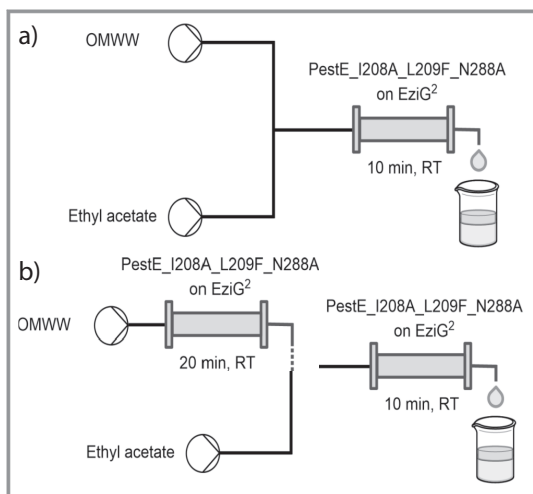 a)
OMWW
PestE_I208A_L209F_N288A
on EziG²
10 min, RT
Ethyl acetate
b)
PestE_I208A_L209F_N288A
on EziG²
OMWW
20 min, RT
PestE_I208A_L209F_N288A
on EziG²
10 min, RT
Ethyl acetate